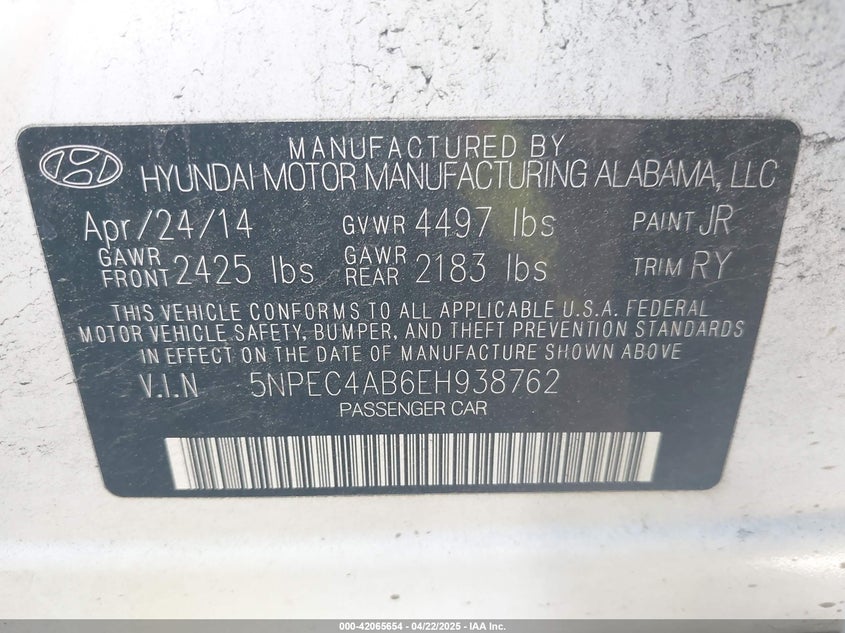 MANUFACTURED BY
HYUNDAI MOTOR MANUFACTURING ALABAMA, LLC
Apr/24/14 GVWR 4497 lbs PAINT JR
GAWR FRONT 2425 lbs GAWR REAR 2183 lbs TRIM RY
THIS VEHICLE CONFORMS TO ALL APPLICABLE U.S.A. FEDERAL
MOTOR VEHICLE SAFETY, BUMPER, AND THEFT PREVENTION STANDARDS
IN EFFECT ON THE DATE OF MANUFACTURE SHOWN ABOVE
V.I.N 5NPEC4AB6EH938762
PASSENGER CAR
000-42065654 - 04/22/2025 - IAA Inc.